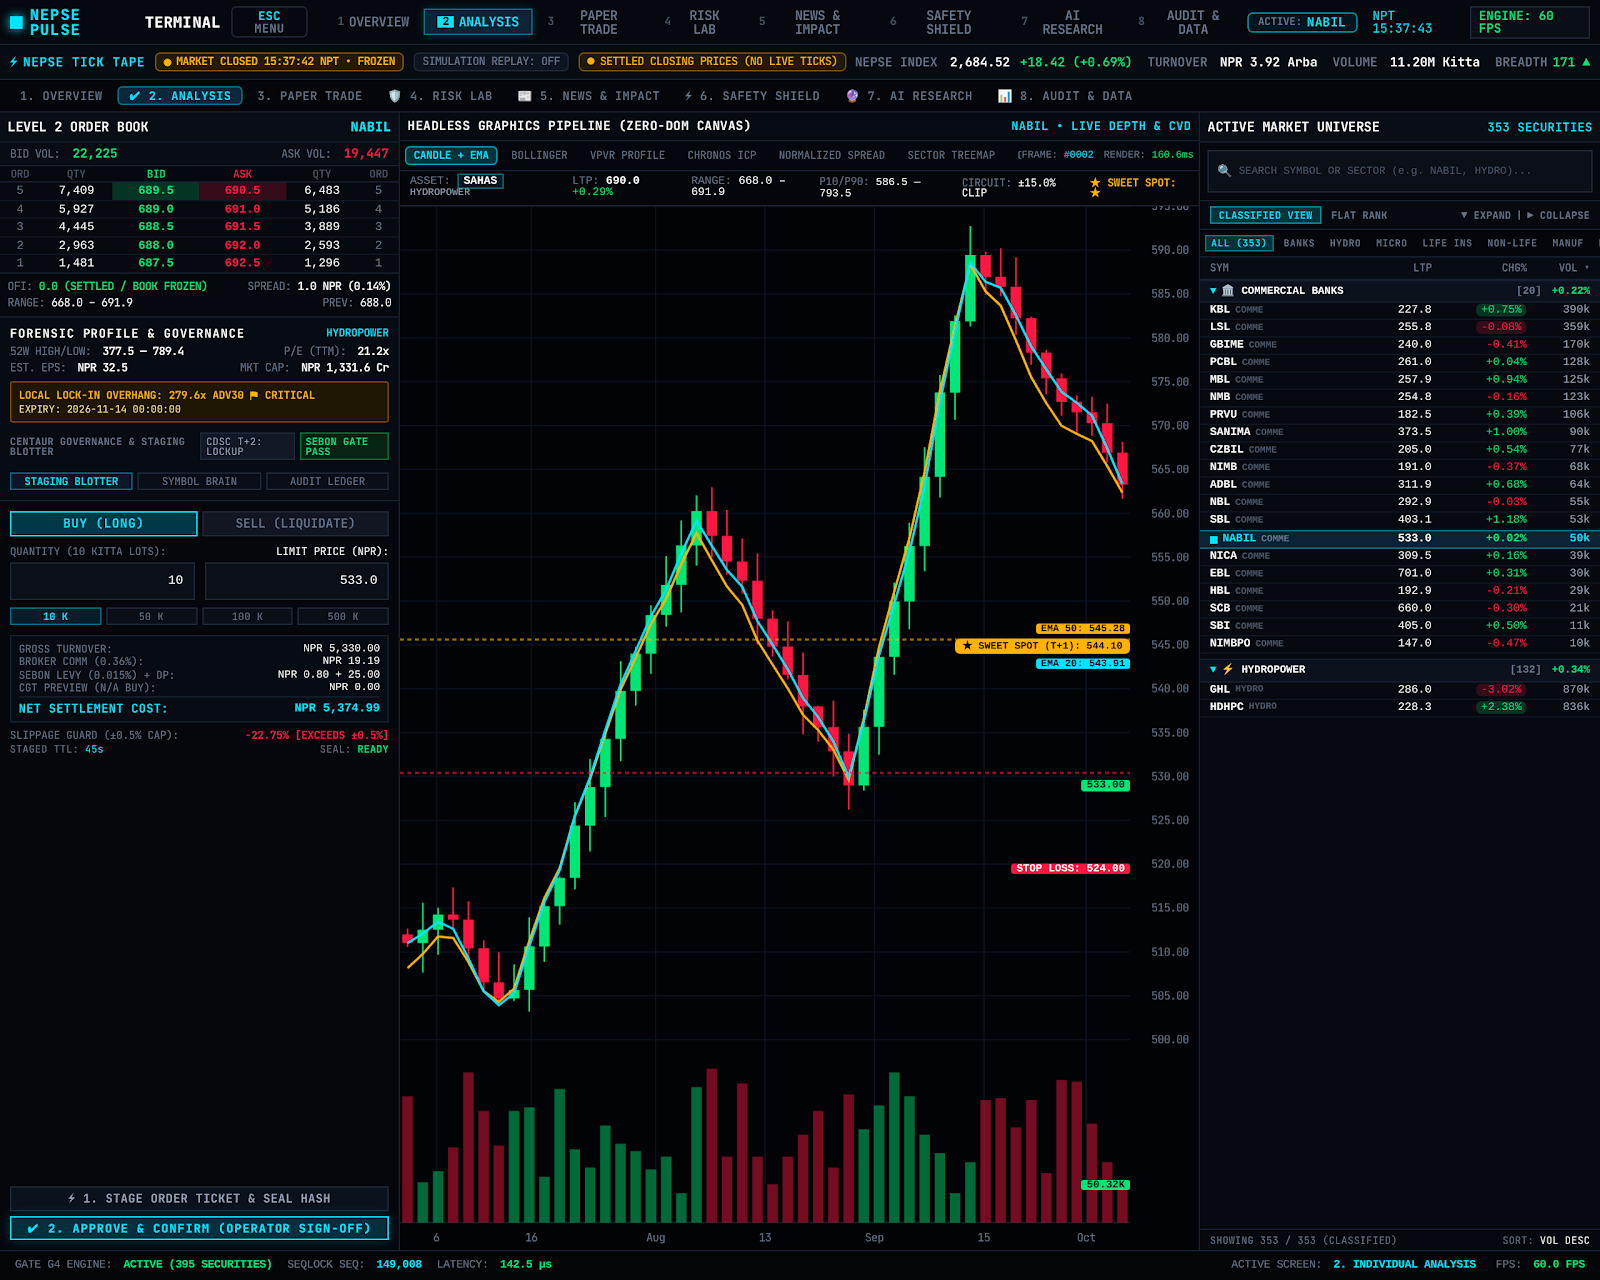 NEPSE PULSE TERMINAL ESC MENU 1 OVERVIEW 2 ANALYSIS 3 PAPER TRADE 4 RISK LAB 5 NEWS & IMPACT 6 SAFETY SHIELD 7 AI RESEARCH 8 AUDIT & DATA ACTIVE: NABIL NPT 15:37:43 ENGINE: 60 FPS
⚡NEPSE TICK TAPE ● MARKET CLOSED 15:37:42 NPT • FROZEN SIMULATION REPLAY: OFF ● SETTLED CLOSING PRICES (NO LIVE TICKS) NEPSE INDEX 2,684.52 +18.42 (+0.69%) TURNOVER NPR 3.92 Arba VOLUME 11.20M Kitta BREADTH 171 ▲
1. OVERVIEW ✔ 2. ANALYSIS 3. PAPER TRADE 🛡️ 4. RISK LAB 📰 5. NEWS & IMPACT ⚡ 6. SAFETY SHIELD 🔮 7. AI RESEARCH 📊 8. AUDIT & DATA
LEVEL 2 ORDER BOOK NABIL
BID VOL: 22,225 ASK VOL: 19,447
ORD QTY BID ASK QTY ORD
5 7,409 689.5 690.5 6,483 5
4 5,927 689.0 691.0 5,186 4
3 4,445 688.5 691.5 3,889 3
2 2,963 688.0 692.0 2,593 2
1 1,481 687.5 692.5 1,296 1
OFI: 0.0 (SETTLED / BOOK FROZEN) SPREAD: 1.0 NPR (0.14%)
RANGE: 668.0 – 691.9 PREV: 688.0
FORENSIC PROFILE & GOVERNANCE HYDROPOWER
52W HIGH/LOW: 377.5 — 789.4 P/E (TTM): 21.2x
EST. EPS: NPR 32.5 MKT CAP: NPR 1,331.6 Cr
LOCAL LOCK-IN OVERHANG: 279.6x ADV30 ⚑ CRITICAL
EXPIRY: 2026-11-14 00:00:00
CENTAUR GOVERNANCE & STAGING BLOTTER CDSC T+2: LOCKUP SEBON GATE PASS
STAGING BLOTTER SYMBOL BRAIN AUDIT LEDGER
BUY (LONG) SELL (LIQUIDATE)
QUANTITY (10 KITTA LOTS): LIMIT PRICE (NPR):
10 533.0
10 K 50 K 100 K 500 K
GROSS TURNOVER: NPR 5,330.00
BROKER COMM (0.36%): NPR 19.19
SEBON LEVY (0.015%) + DP: NPR 0.80 + 25.00
CGT PREVIEW (N/A BUY): NPR 0.00
NET SETTLEMENT COST: NPR 5,374.99
SLIPPAGE GUARD (±0.5% CAP): -22.75% [EXCEEDS ±0.5%]
STAGED TTL: 45s SEAL: READY
⚡ 1. STAGE ORDER TICKET & SEAL HASH
✔ 2. APPROVE & CONFIRM (OPERATOR SIGN-OFF)
HEADLESS GRAPHICS PIPELINE (ZERO-DOM CANVAS) NABIL • LIVE DEPTH & CVD
CANDLE + EMA BOLLINGER VPVR PROFILE CHRONOS ICP NORMALIZED SPREAD SECTOR TREEMAP FRAME: #0002 RENDER: 160.6ms
ASSET: SAHAS HYDROPOWER LTP: 690.0 +0.29% RANGE: 668.0 – 691.9 P10/P90: 586.5 — 793.5 CIRCUIT: ±15.0% CLIP ★ SWEET SPOT: ★
595.00
590.00
585.00
580.00
575.00
570.00
565.00
560.00
555.00
550.00
EMA 50: 545.28
545.00
★ SWEET SPOT (T+1): 544.10
EMA 20: 543.91
540.00
535.00
530.00
533.00
525.00
520.00
STOP LOSS: 524.00
515.00
510.00
505.00
500.00
50.32K
6 16 Aug 13 Sep 15 Oct
ACTIVE MARKET UNIVERSE 353 SECURITIES
🔍 SEARCH SYMBOL OR SECTOR (e.g. NABIL, HYDRO)...
CLASSIFIED VIEW FLAT RANK ▼ EXPAND | ► COLLAPSE
ALL (353) BANKS HYDRO MICRO LIFE INS NON-LIFE MANUF
SYM LTP CHG% VOL ▾
▼ 🏛️ COMMERCIAL BANKS [20] +0.22%
KBL COMME 227.8 +0.75% 390k
LSL COMME 255.8 -0.08% 359k
GBIME COMME 240.0 -0.41% 170k
PCBL COMME 261.0 +0.04% 128k
MBL COMME 257.9 +0.94% 125k
NMB COMME 254.8 -0.16% 123k
PRVU COMME 182.5 +0.39% 106k
SANIMA COMME 373.5 +1.00% 90k
CZBIL COMME 205.0 +0.54% 77k
NIMB COMME 191.0 -0.37% 68k
ADBL COMME 311.9 +0.68% 64k
NBL COMME 292.9 -0.03% 55k
SBL COMME 403.1 +1.18% 53k
NABIL COMME 533.0 +0.02% 50k
NICA COMME 309.5 +0.16% 39k
EBL COMME 701.0 +0.31% 30k
HBL COMME 192.9 -0.21% 29k
SCB COMME 660.0 -0.30% 21k
SBI COMME 405.0 +0.50% 11k
NIMBPO COMME 147.0 -0.47% 10k
▼ ⚡ HYDROPOWER [132] +0.34%
GHL HYDRO 286.0 -3.02% 870k
HDHPC HYDRO 228.3 +2.38% 836k
SHOWING 353 / 353 (CLASSIFIED) SORT: VOL DESC
GATE G4 ENGINE: ACTIVE (395 SECURITIES) SEQLOCK SEQ: 149,008 LATENCY: 142.5 µs ACTIVE SCREEN: 2. INDIVIDUAL ANALYSIS FPS: 60.0 FPS